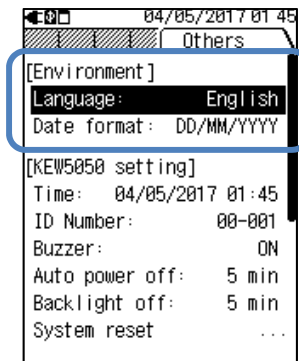 04/05/2017 01 45
Others
[Environment]
Language: English
Date format: DD/MM/YYYY
[KEW5050 setting]
Time: 04/05/2017 01:45
ID Number: 00-001
Buzzer: ON
Auto power off: 5 min
Backlight off: 5 min
System reset ...